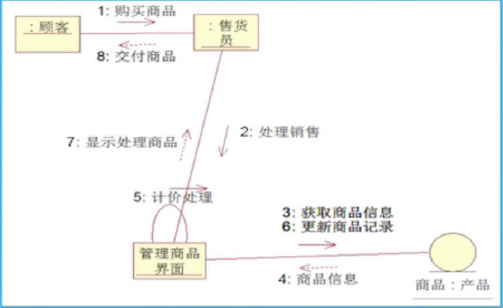 1: 购买商品
：顾客
：售货
员
8: 交付商品
7: 显示处理商品
2: 处理销售
5: 计价处理
3: 获取商品信息
6: 更新商品记录
管理商品
界面
4: 商品信息
商品：产品